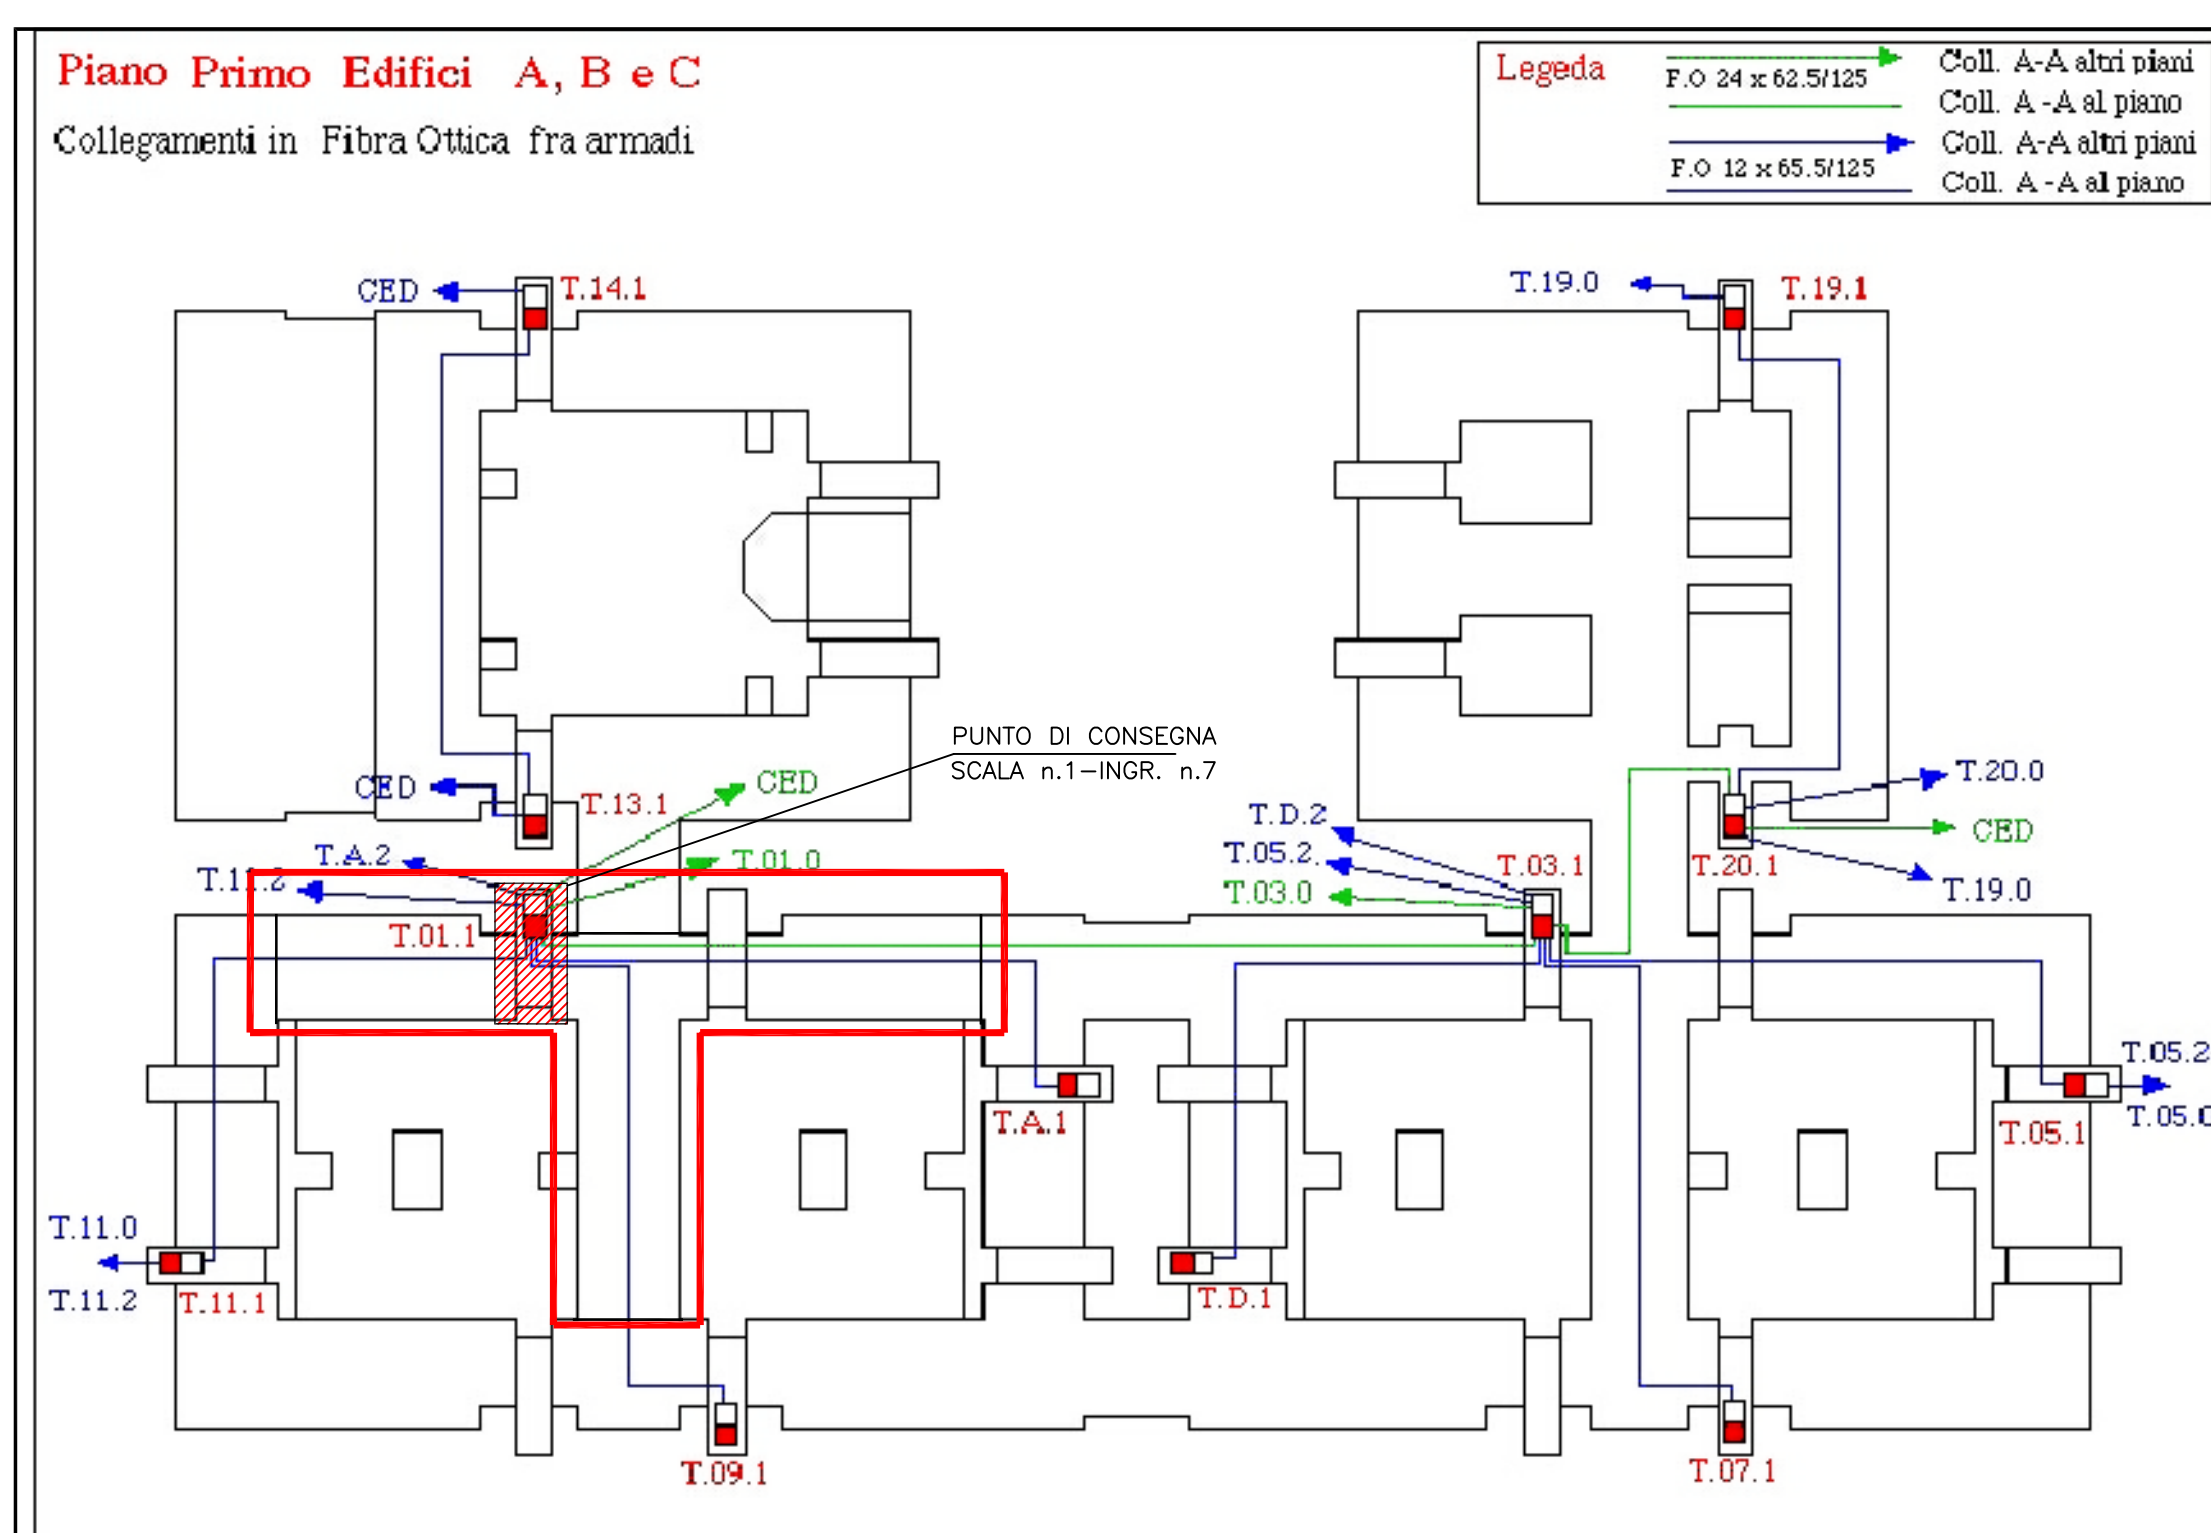 Piano Primo Edifici A, B e C
Collegamenti in Fibra Ottica fra armadi
Legeda
Coll. A-A altri piani
F.O 24 x 62.5/125
Coll. A -A al piano
Coll. A-A altri piani
F.O 12 x 65.5/125
Coll. A -A al piano
CED
T.14.1
T.19.0
T.19.1
PUNTO DI CONSEGNA
SCALA n.1-INGR. n.7
CED
T.13.1
CED
T.20.0
T.D.2
CED
T.A.2
T.01.0
T.05.2.
T.03.1
T.20.1
T.11.2
T.03.0
T.19.0
T.01.1
T.05.2
T.A.1
T.05.1
T.05.0
T.11.0
T.11.2
T.11.1
T.D.1
T.09.1
T.07.1